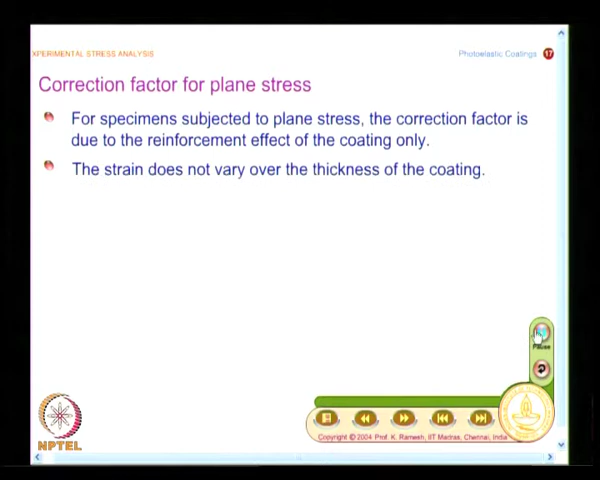 XPERIMENTAL STRESS ANALYSIS
Photoelastic Coatings 17
Correction factor for plane stress
For specimens subjected to plane stress, the correction factor is
due to the reinforcement effect of the coating only.
The strain does not vary over the thickness of the coating.
Pause
Copyright © 2004 Prof. K. Ramesh, IIT Madras, Chennai, India
NPTEL